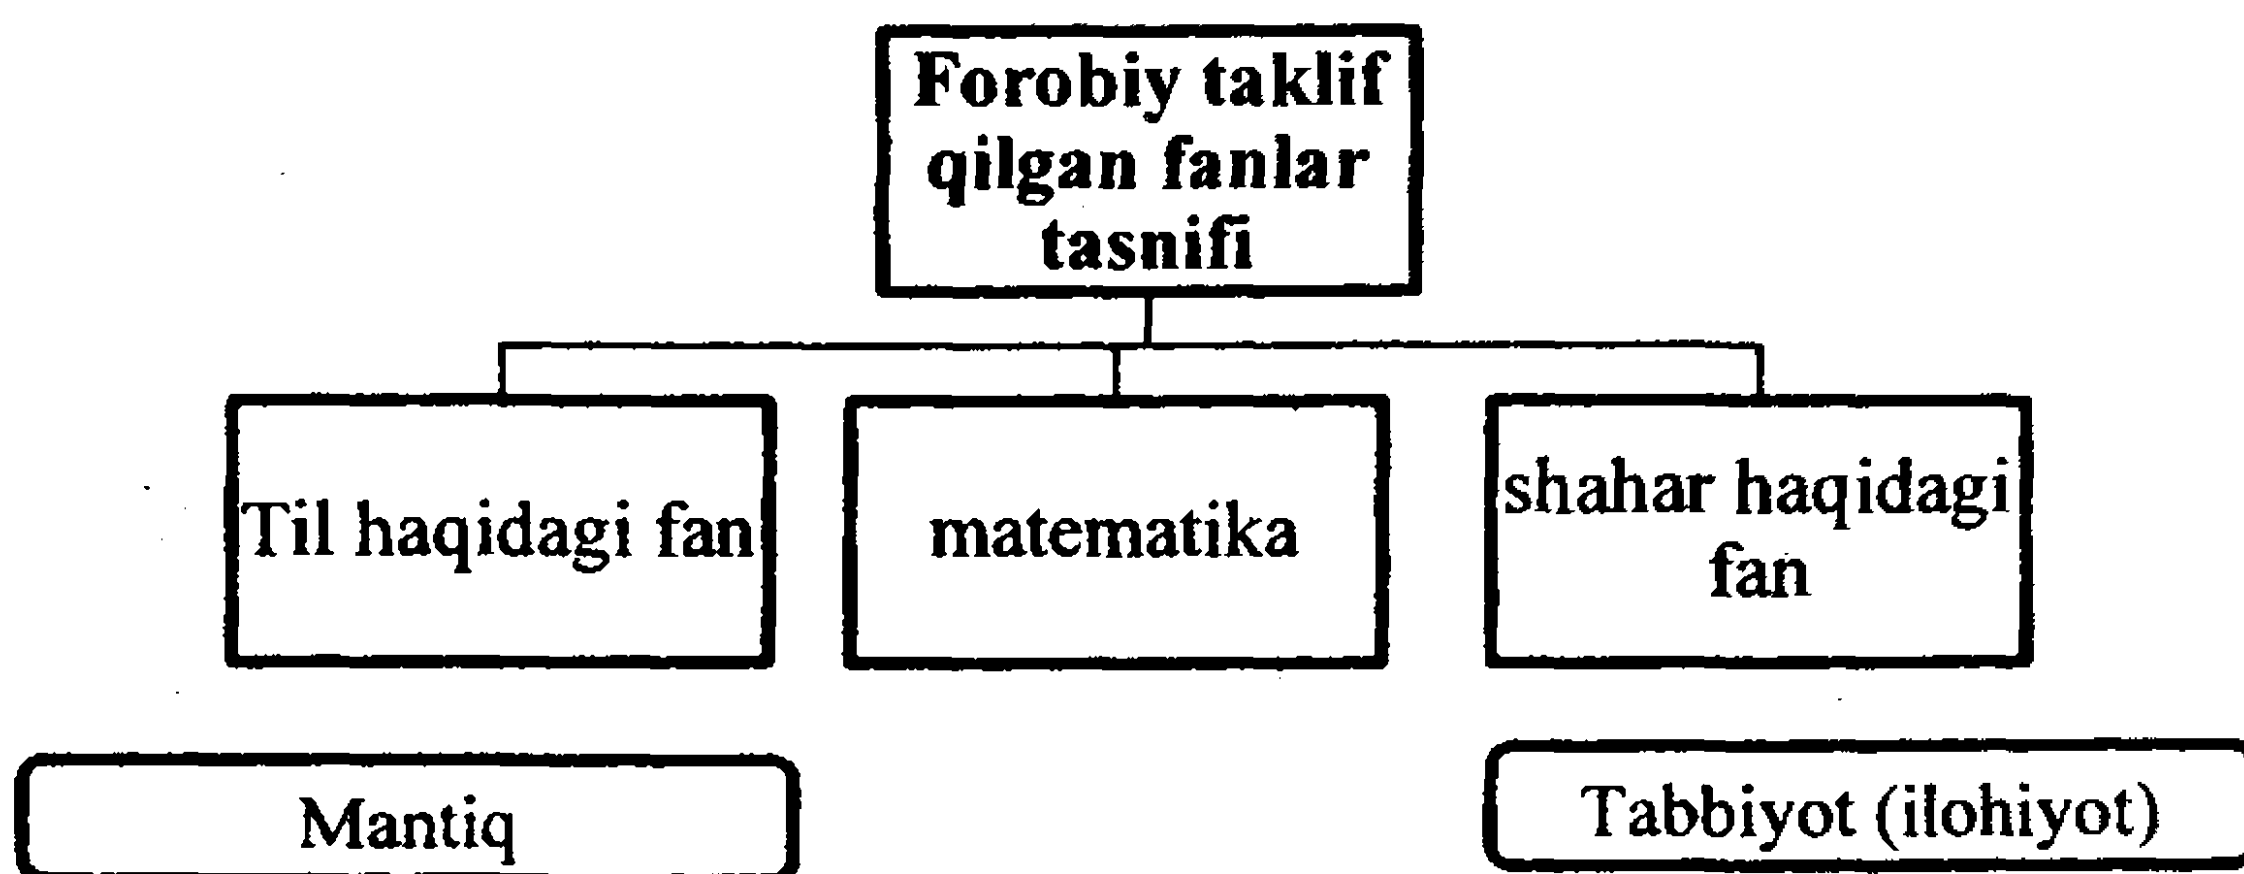 Forobiy taklif
qilgan fanlar
tasnifi
Til haqidagi fan
matematika
shahar haqidagi
fan
Mantiq
Tabbiyot (ilohiyot)